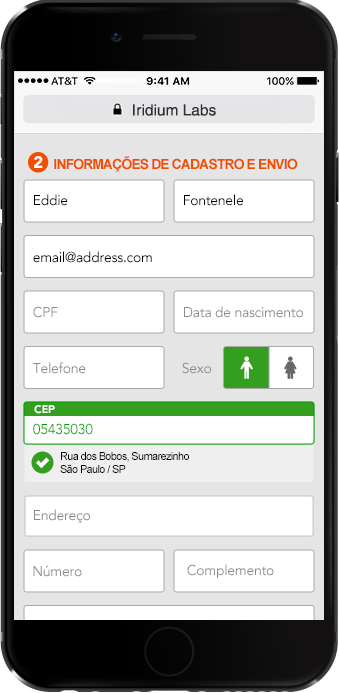 AT&T 9:41 AM 100%
Iridium Labs
2 INFORMAÇÕES DE CADASTRO E ENVIO
Eddie Fontenele
email@address.com
CPF Data de nascimento
Telefone Sexo
CEP
05435030
Rua dos Bobos, Sumarezinho
São Paulo / SP
Endereço
Número Complemento